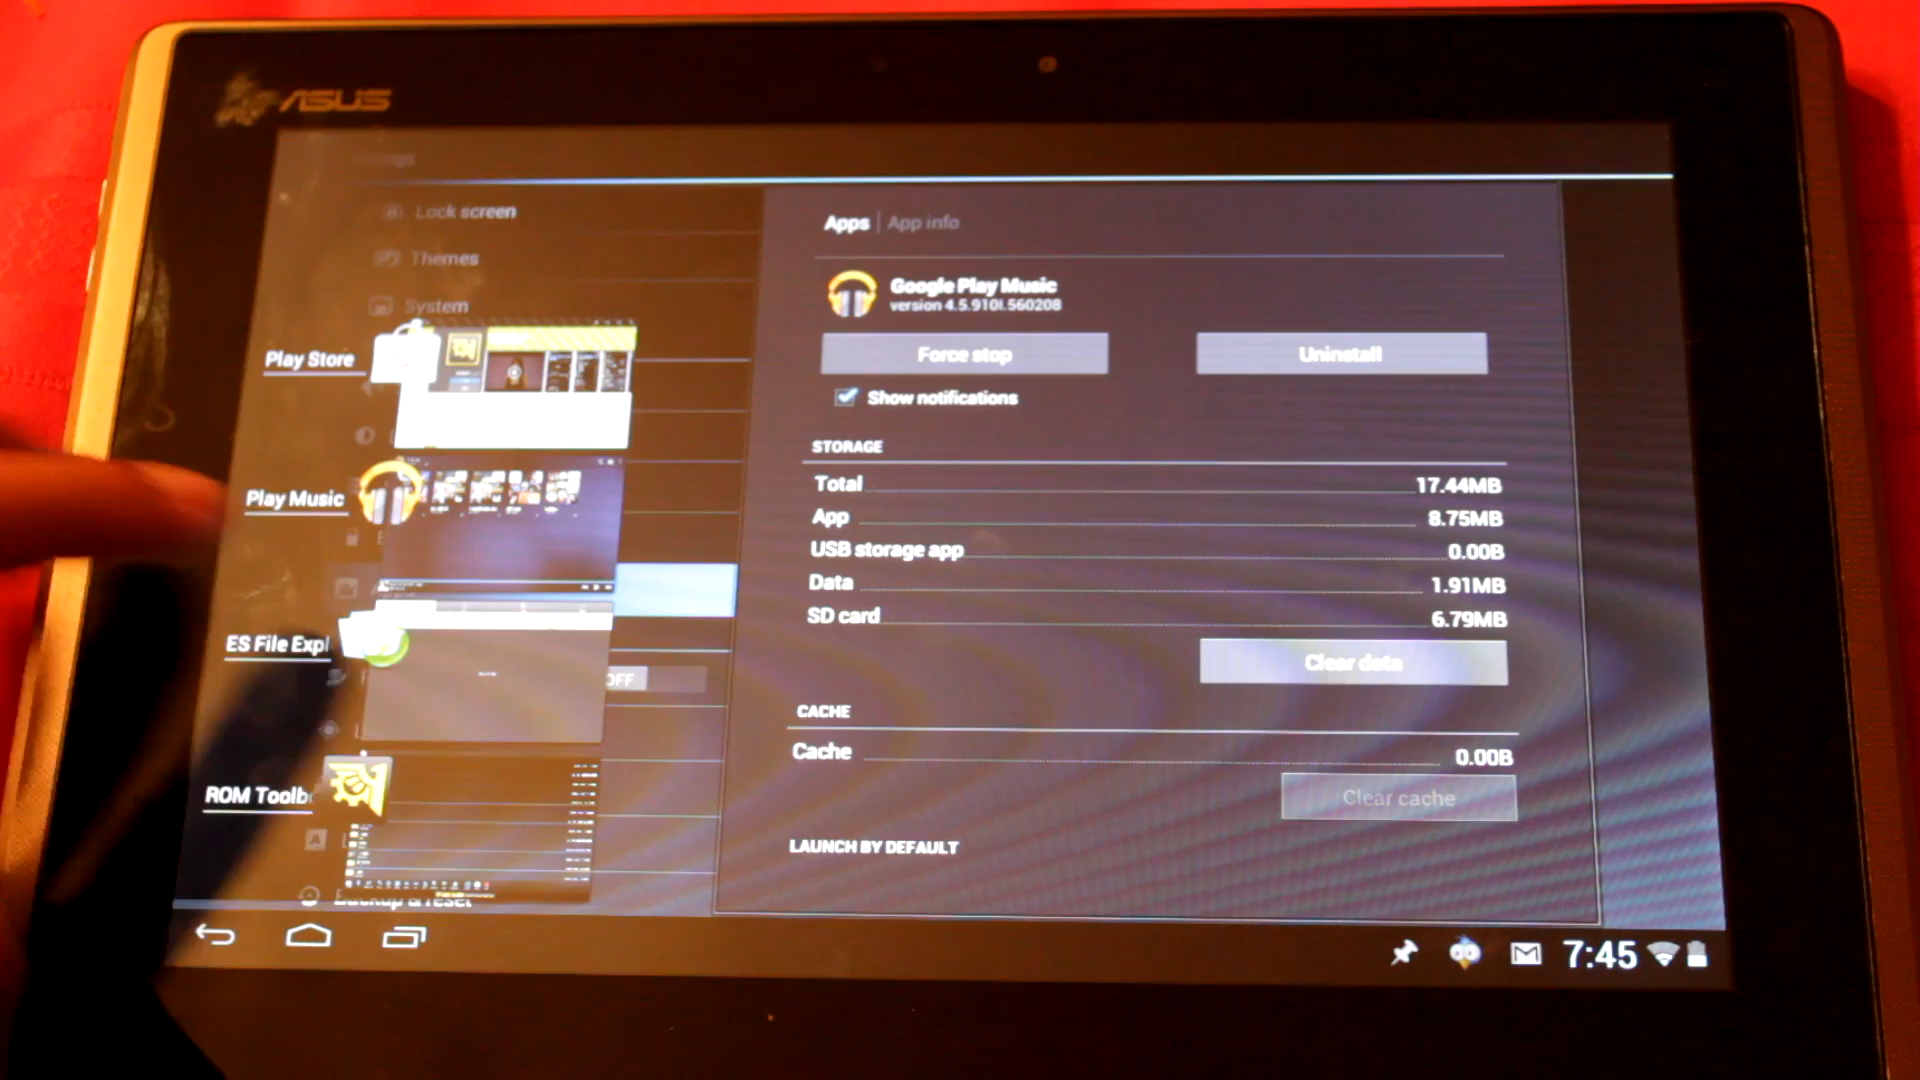 ASUS
Lock screen
Themes
System
Play Store
Play Music
ES File Expl
OFF
ROM Toolb
Backup & reset
Apps
App info
Google Play Music
version 4.5.910I.560208
Force stop
Uninstall
Show notifications
STORAGE
Total 17.44MB
App 8.75MB
USB storage app 0.00B
Data 1.91MB
SD card 6.79MB
Clear data
CACHE
Cache 0.00B
Clear cache
LAUNCH BY DEFAULT
7:45